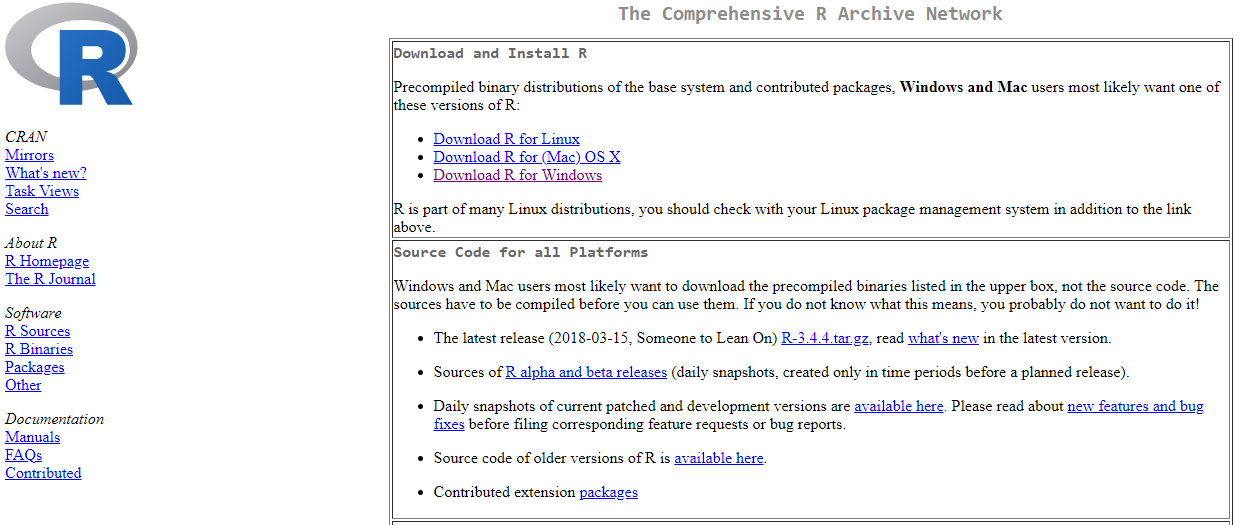 The Comprehensive R Archive Network
R
CRAN
Mirrors
What's new?
Task Views
Search
About R
R Homepage
The R Journal
Software
R Sources
R Binaries
Packages
Other
Documentation
Manuals
FAQs
Contributed
Download and Install R
Precompiled binary distributions of the base system and contributed packages, Windows and Mac users most likely want one of
these versions of R:
Download R for Linux
Download R for (Mac) OS X
Download R for Windows
R is part of many Linux distributions, you should check with your Linux package management system in addition to the link
above.
Source Code for all Platforms
Windows and Mac users most likely want to download the precompiled binaries listed in the upper box, not the source code. The
sources have to be compiled before you can use them. If you do not know what this means, you probably do not want to do it!
The latest release (2018-03-15, Someone to Lean On) R-3.4.4.tar.gz, read what's new in the latest version.
Sources of R alpha and beta releases (daily snapshots, created only in time periods before a planned release).
Daily snapshots of current patched and development versions are available here. Please read about new features and bug
fixes before filing corresponding feature requests or bug reports.
Source code of older versions of R is available here.
Contributed extension packages